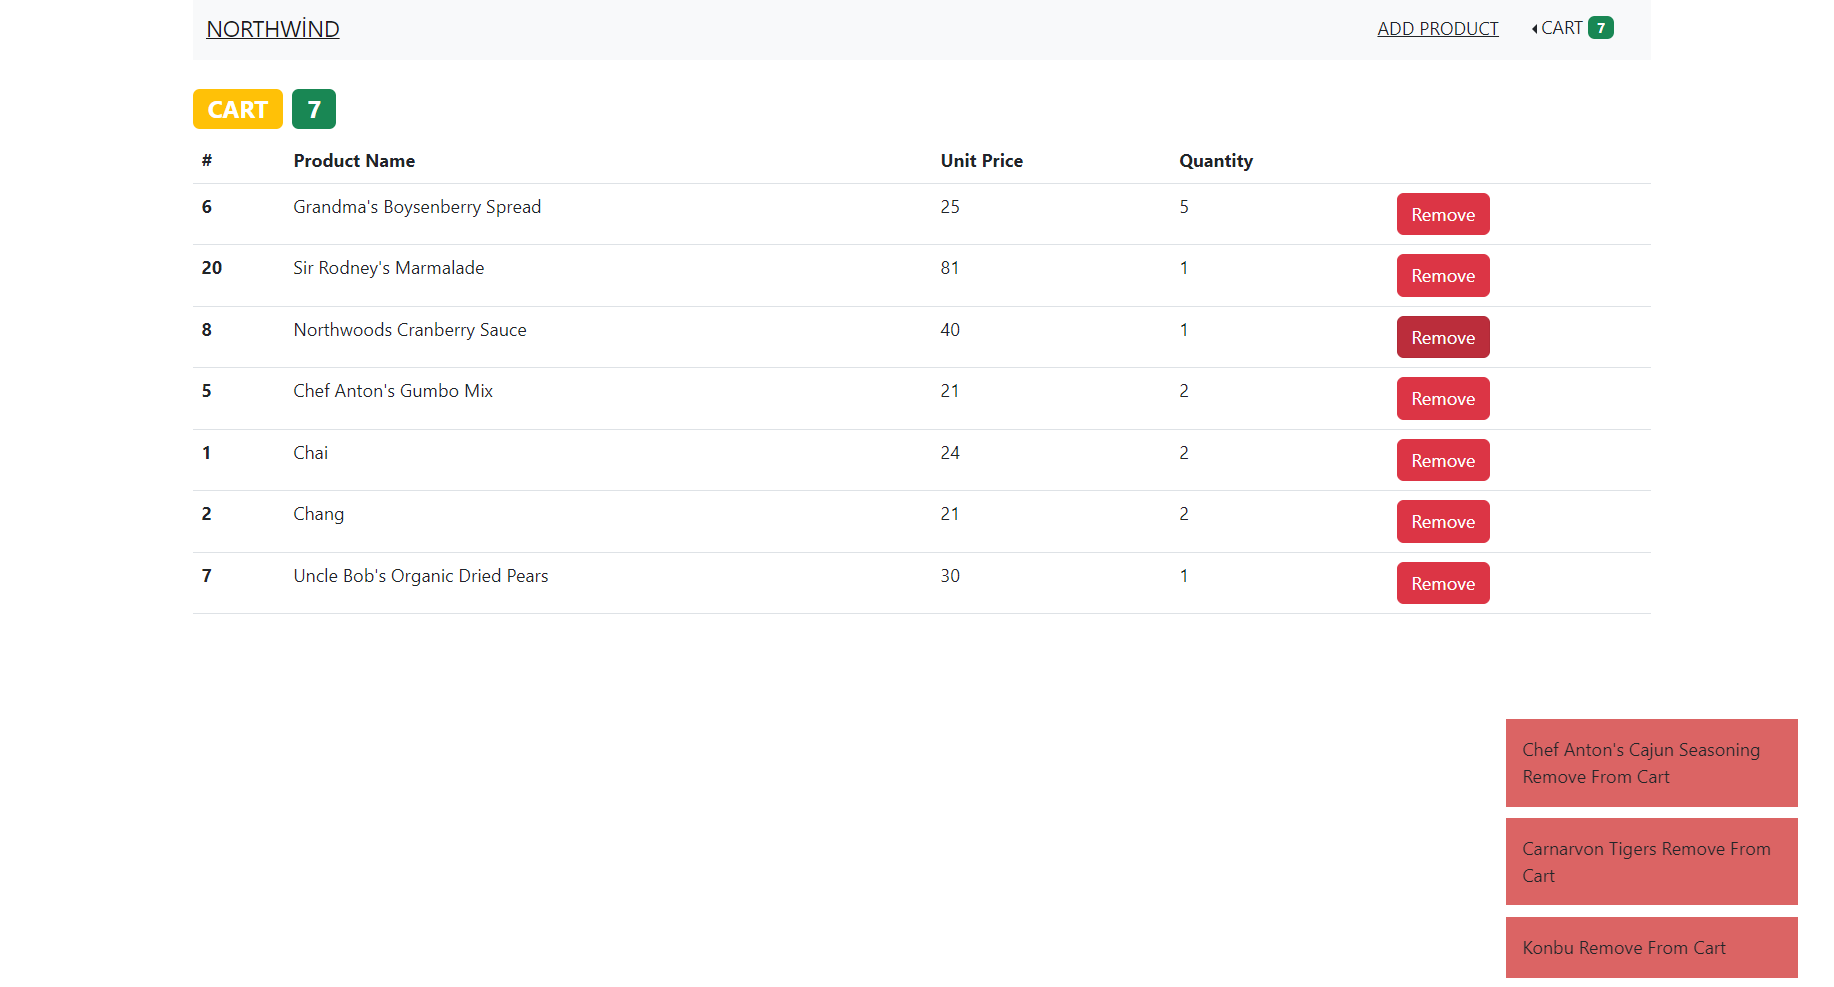 NORTHWİND ADD PRODUCT CART 7
CART 7
# Product Name Unit Price Quantity
6 Grandma's Boysenberry Spread 25 5 Remove
20 Sir Rodney's Marmalade 81 1 Remove
8 Northwoods Cranberry Sauce 40 1 Remove
5 Chef Anton's Gumbo Mix 21 2 Remove
1 Chai 24 2 Remove
2 Chang 21 2 Remove
7 Uncle Bob's Organic Dried Pears 30 1 Remove
Chef Anton's Cajun Seasoning
Remove From Cart
Carnarvon Tigers Remove From
Cart
Konbu Remove From Cart